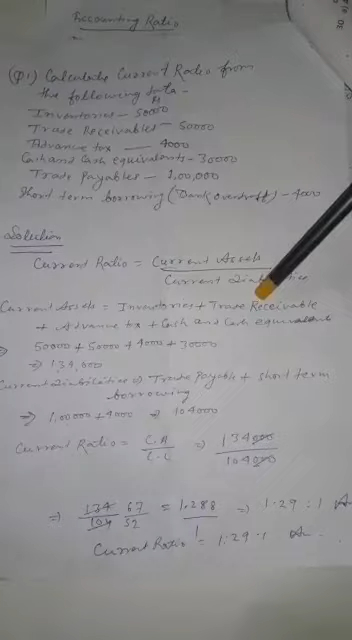 Accounting Ratio
(Q.1) Calculate Current Ratio from
the following data -
Inventories - 50000
Trade Receivables - 50000
Advance tax — 4000
Cash and Cash equivalents - 30000
Trade Payables - 1,00,000
Short term borrowing (Bank overdraft) - 4000
Solution
Current Ratio = Current Assets
Current Liabilities
Current Assets = Inventories + Trade Receivable
+ Advance tax + Cash and Cash equivalent
⇒ 50000 + 50000 + 4000 + 30000
⇒ 134,000
Current Liabilities ⇒ Trade Payable + Short term
borrowing
⇒ 1,00000 + 4000 ⇒ 104000
Current Ratio = C.A / C.L ⇒ 134000 / 104000
⇒ 134 / 104 67 / 52 = 1.288 ⇒ 1.29 : 1 An
Current Ratio = 1.29 : 1 An.